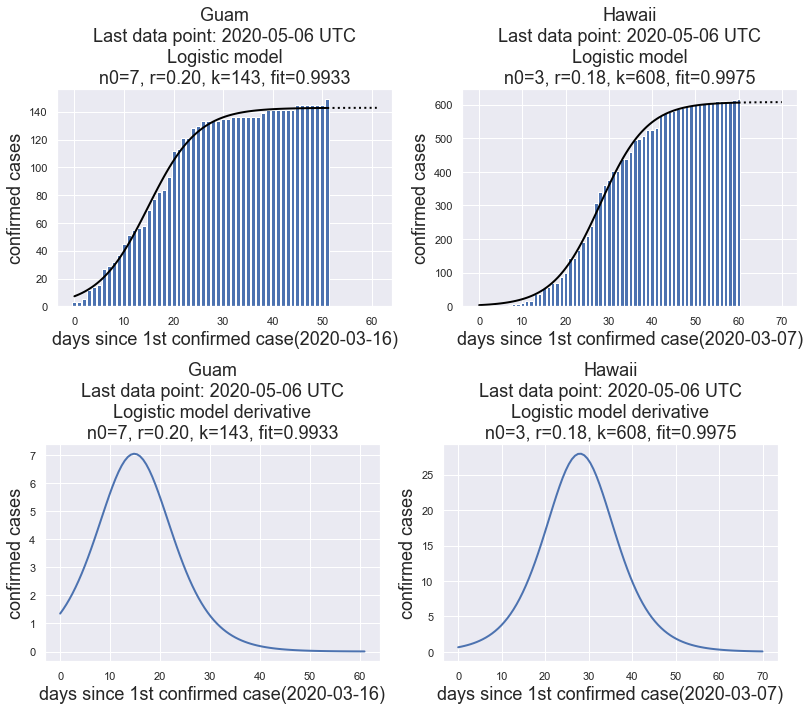 Guam
Last data point: 2020-05-06 UTC
Logistic model
n0=7, r=0.20, k=143, fit=0.9933
confirmed cases
140
120
100
80
60
40
20
0
0 10 20 30 40 50 60
days since 1st confirmed case(2020-03-16)
Hawaii
Last data point: 2020-05-06 UTC
Logistic model
n0=3, r=0.18, k=608, fit=0.9975
confirmed cases
600
500
400
300
200
100
0
0 10 20 30 40 50 60 70
days since 1st confirmed case(2020-03-07)
Guam
Last data point: 2020-05-06 UTC
Logistic model derivative
n0=7, r=0.20, k=143, fit=0.9933
confirmed cases
7
6
5
4
3
2
1
0
0 10 20 30 40 50 60
days since 1st confirmed case(2020-03-16)
Hawaii
Last data point: 2020-05-06 UTC
Logistic model derivative
n0=3, r=0.18, k=608, fit=0.9975
confirmed cases
25
20
15
10
5
0
0 10 20 30 40 50 60 70
days since 1st confirmed case(2020-03-07)